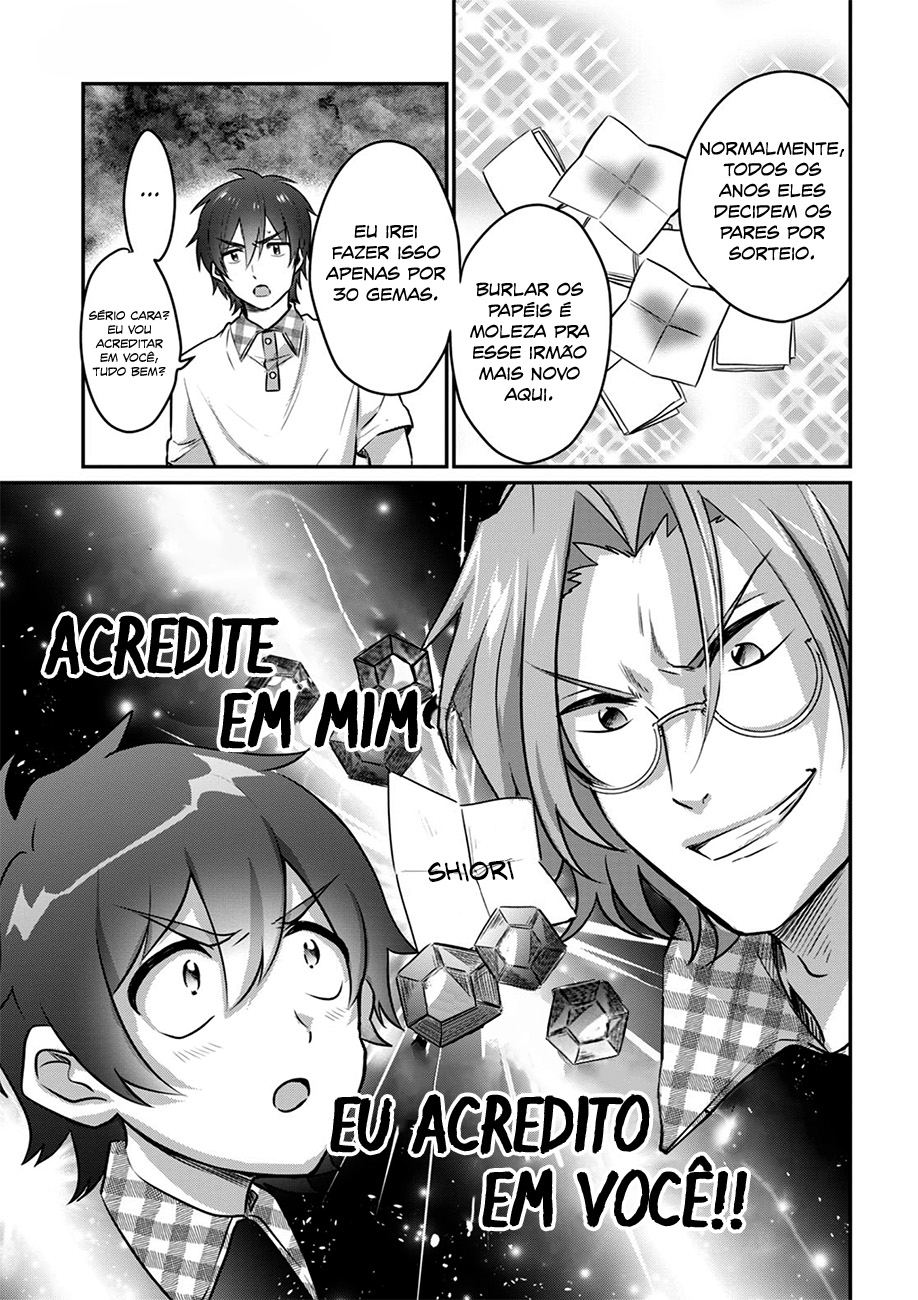 NORMALMENTE,
TODOS OS
ANOS ELES
DECIDEM OS
PARES POR
SORTEIO.
BURLAR OS
PAPÉIS É
MOLEZA PRA
ESSE IRMÃO
MAIS NOVO
AQUI.
EU IREI
FAZER ISSO
APENAS POR
30 GEMAS.
...
SÉRIO CARA?
EU VOU
ACREDITAR
EM VOCÊ,
TUDO BEM?
ACREDITE
EM MIM
SHIORI
EU ACREDITO
EM VOCÊ!!